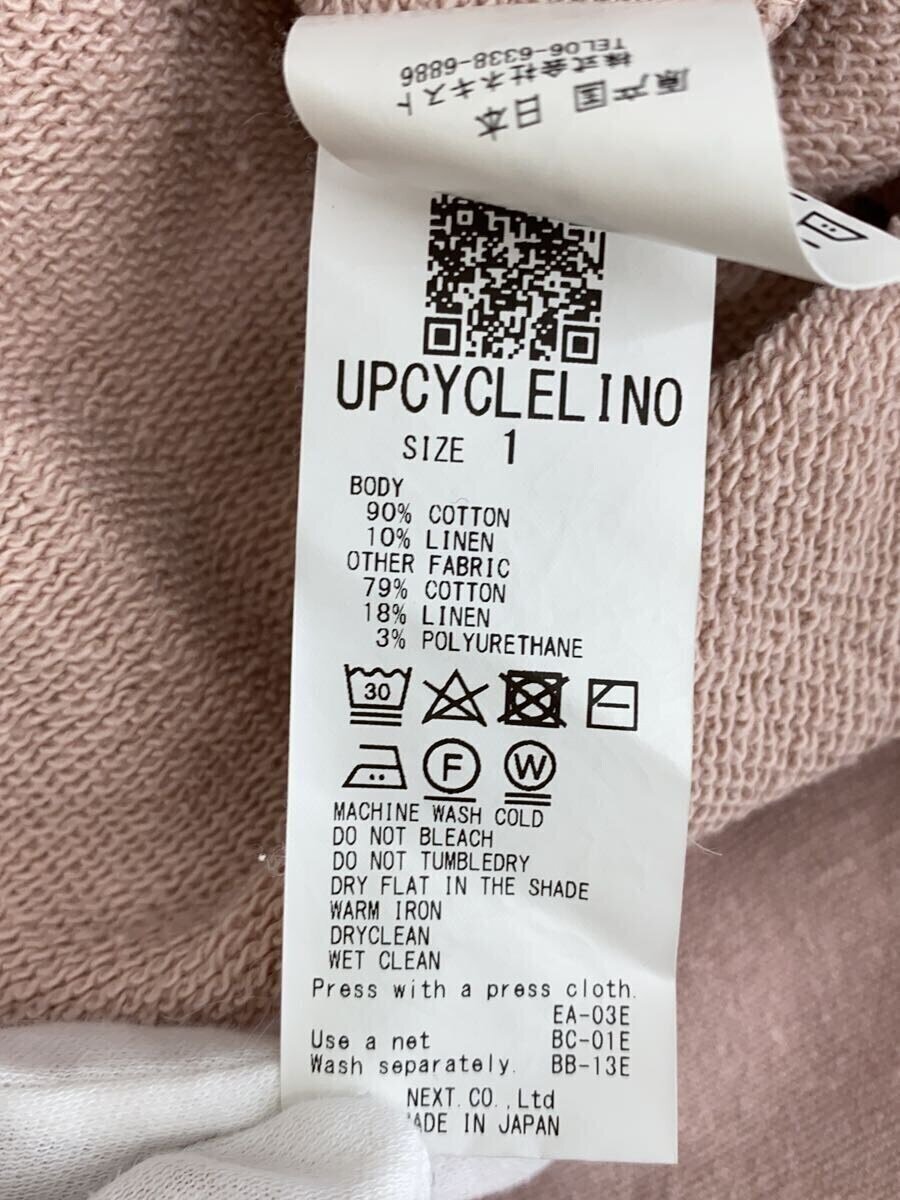 原产国 日本
株式会社ネキスト
TEL06-6338-6886
UPCYCLELINO
SIZE 1
BODY
90% COTTON
10% LINEN
OTHER FABRIC
79% COTTON
18% LINEN
3% POLYURETHANE
30
F W
MACHINE WASH COLD
DO NOT BLEACH
DO NOT TUMBLEDRY
DRY FLAT IN THE SHADE
WARM IRON
DRYCLEAN
WET CLEAN
Press with a press cloth.
EA-03E
Use a net BC-01E
Wash separately. BB-13E
NEXT.CO.,Ltd
MADE IN JAPAN